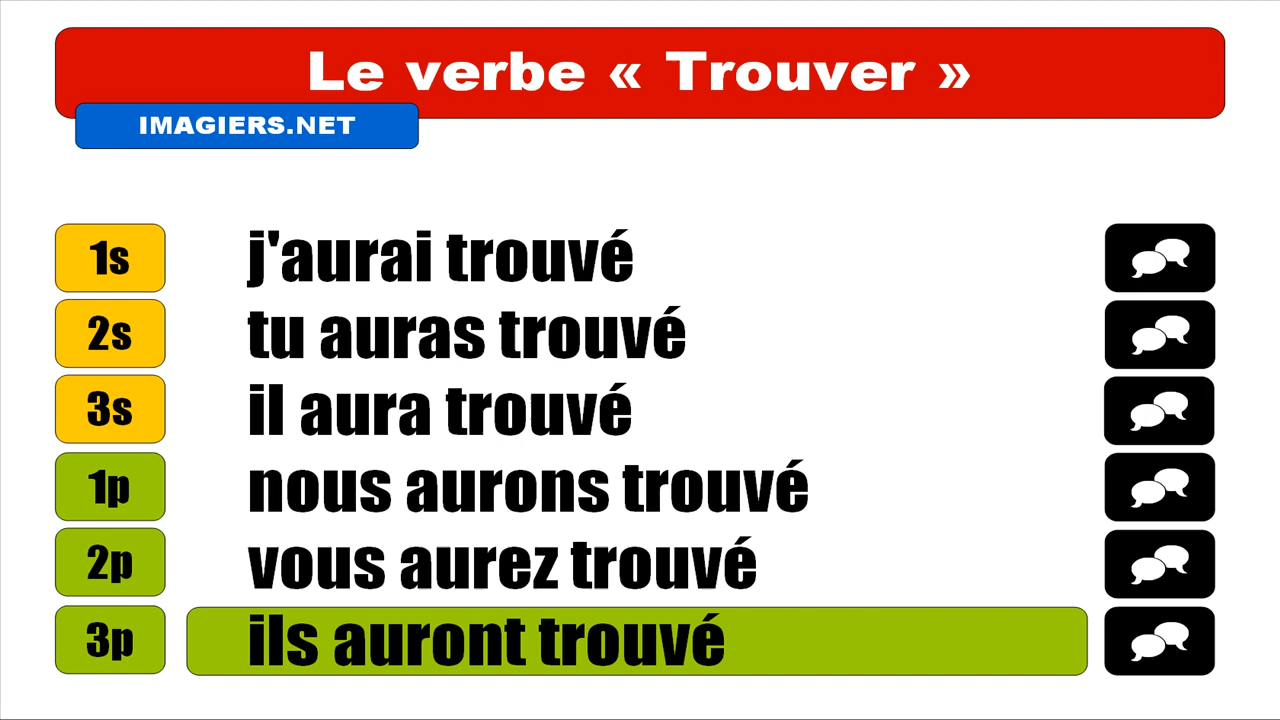 Le verbe « Trouver »
IMAGIERS.NET
1s j'aurai trouvé
2s tu auras trouvé
3s il aura trouvé
1p nous aurons trouvé
2p vous aurez trouvé
3p ils auront trouvé